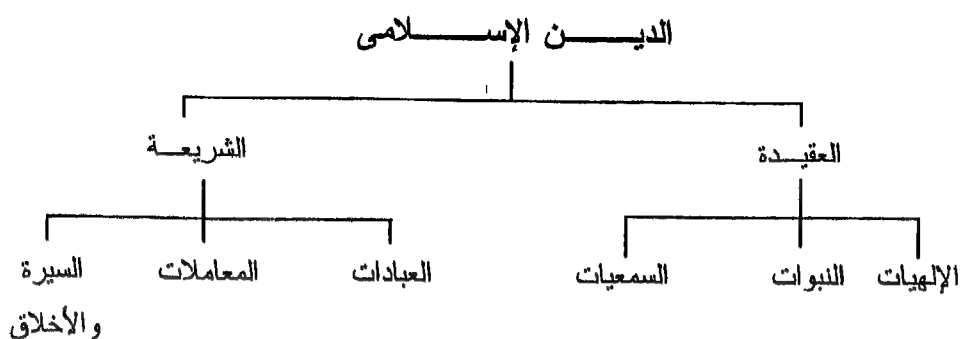 الديـــــن الإســـــلامى
العقيـــدة الشريعـــة
الإلهيات النبوات السمعيات العبادات المعاملات السيرة
والأخلاق